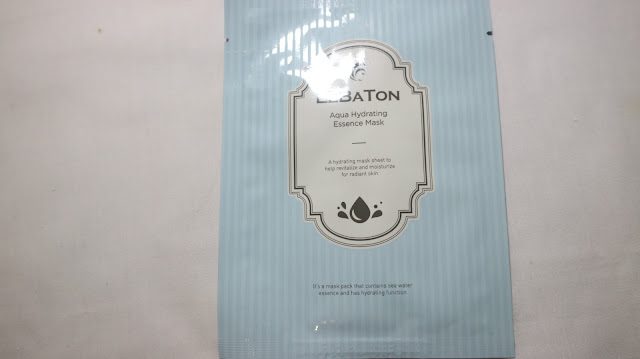 LEBATON
Aqua Hydrating
Essence Mask
A hydrating mask sheet to
help revitalize and moisturize
for radiant skin
It's a mask pack that contains sea water
essence and has hydrating function